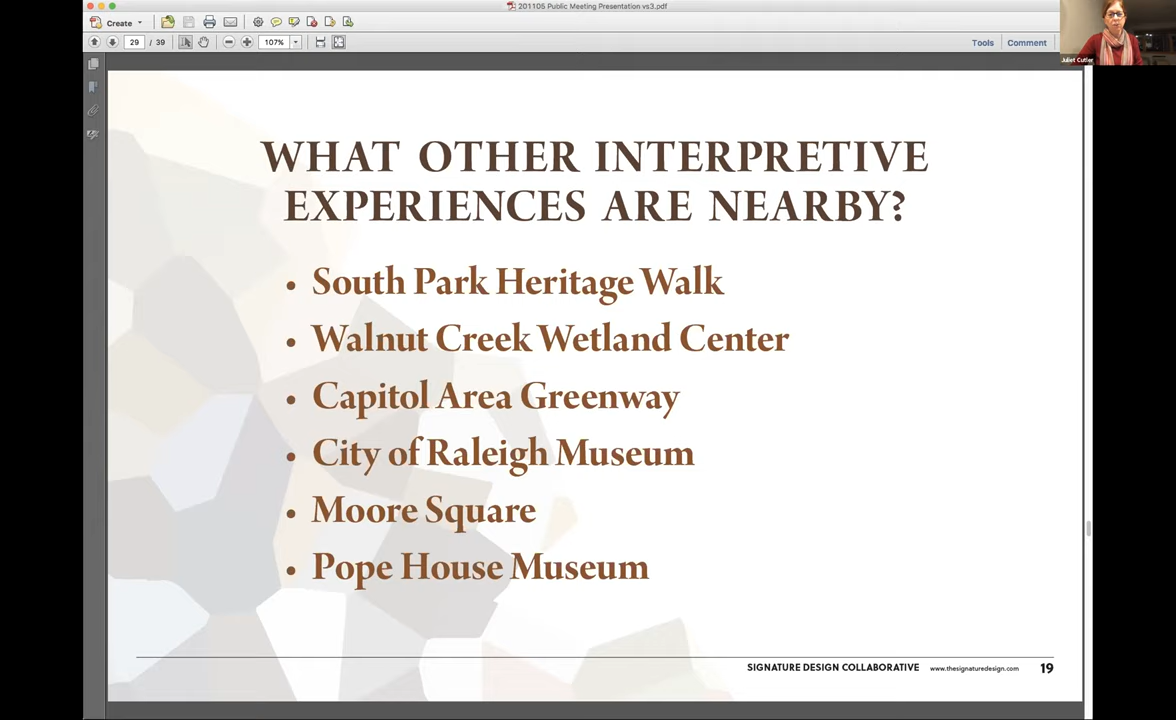 201105 Public Meeting Presentation vs3.pdf
Create
29 / 39
107%
Tools
Comment
Juliet Cutler
WHAT OTHER INTERPRETIVE
EXPERIENCES ARE NEARBY?
• South Park Heritage Walk
• Walnut Creek Wetland Center
• Capitol Area Greenway
• City of Raleigh Museum
• Moore Square
• Pope House Museum
SIGNATURE DESIGN COLLABORATIVE www.thesignaturedesign.com 19